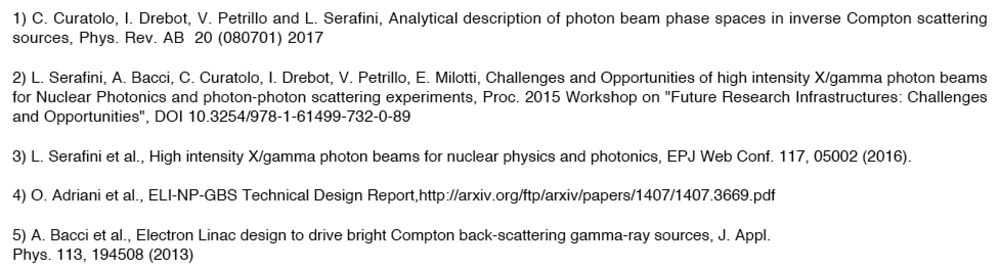 1) C. Curatolo, I. Drebot, V. Petrillo and L. Serafini, Analytical description of photon beam phase spaces in inverse Compton scattering
sources, Phys. Rev. AB  20 (080701) 2017
2) L. Serafini, A. Bacci, C. Curatolo, I. Drebot, V. Petrillo, E. Milotti, Challenges and Opportunities of high intensity X/gamma photon beams
for Nuclear Photonics and photon-photon scattering experiments, Proc. 2015 Workshop on "Future Research Infrastructures: Challenges
and Opportunities", DOI 10.3254/978-1-61499-732-0-89
3) L. Serafini et al., High intensity X/gamma photon beams for nuclear physics and photonics, EPJ Web Conf. 117, 05002 (2016).
4) O. Adriani et al., ELI-NP-GBS Technical Design Report,http://arxiv.org/ftp/arxiv/papers/1407/1407.3669.pdf
5) A. Bacci et al., Electron Linac design to drive bright Compton back-scattering gamma-ray sources, J. Appl.
Phys. 113, 194508 (2013)